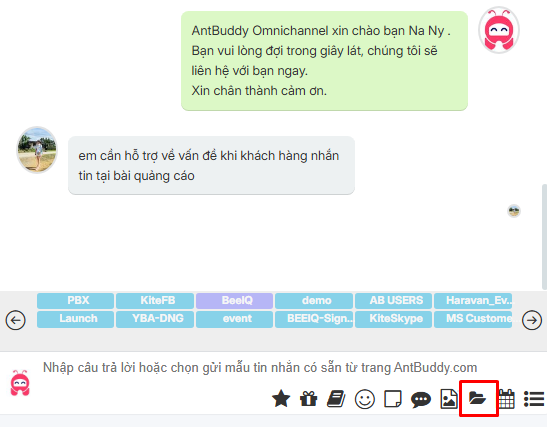 AntBuddy Omnichannel xin chào bạn Na Ny .
Bạn vui lòng đợi trong giây lát, chúng tôi sẽ
liên hệ với bạn ngay.
Xin chân thành cảm ơn.
em cần hỗ trợ về vấn đề khi khách hàng nhắn
tin tại bài quảng cáo
PBX KiteFB BeeIQ demo AB USERS Haravan_Ev..
Launch YBA-DNG event BEEIQ-Sign.. KiteSkype MS Custome
Nhập câu trả lời hoặc chọn gửi mẫu tin nhắn có sẵn từ trang AntBuddy.com